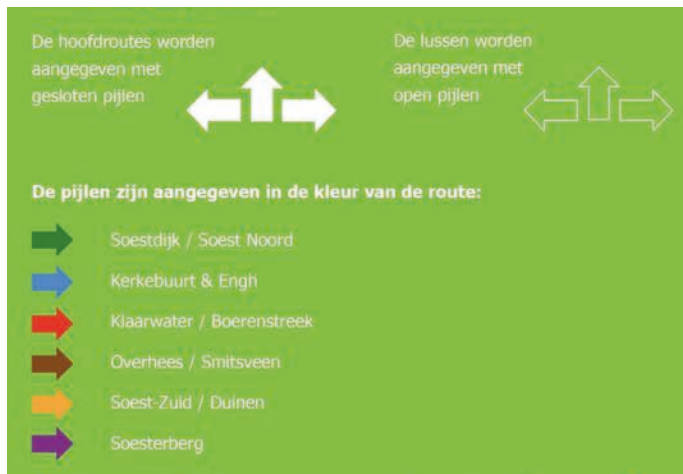 De hoofdroutes worden
aangegeven met
gesloten pijlen
De lussen worden
aangegeven met
open pijlen
De pijlen zijn aangegeven in de kleur van de route:
Soestdijk / Soest Noord
Kerkebuurt & Engh
Klaarwater / Boerenstreek
Overhees / Smitsveen
Soest-Zuid / Duinen
Soesterberg